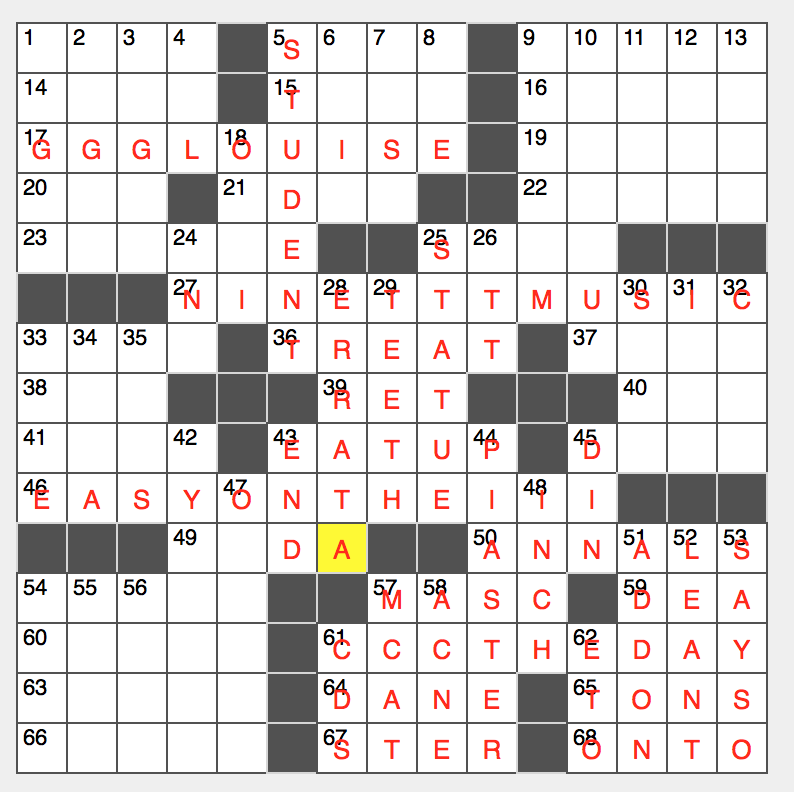 1 2 3 4 5 S 6 7 8 9 10 11 12 13
14 15 T 16
17 G G G L 18 O U I S E 19
20 21 D 22
23 24 E 25 S 26
27 N I N 28 E 29 T T T M U 30 S 31 I 32 C
33 34 35 36 T R E A T 37
38 39 R E T 40
41 42 43 E A T U 44 P 45 D
46 E A S Y 47 O N T H E I 48 I I
49 D A 50 A N N 51 A 52 L 53 S
54 55 56 57 M 58 A S C 59 D E A
60 61 C C C T H 62 E D A Y
63 64 D A N E 65 T O N S
66 67 S T E R 68 O N T O